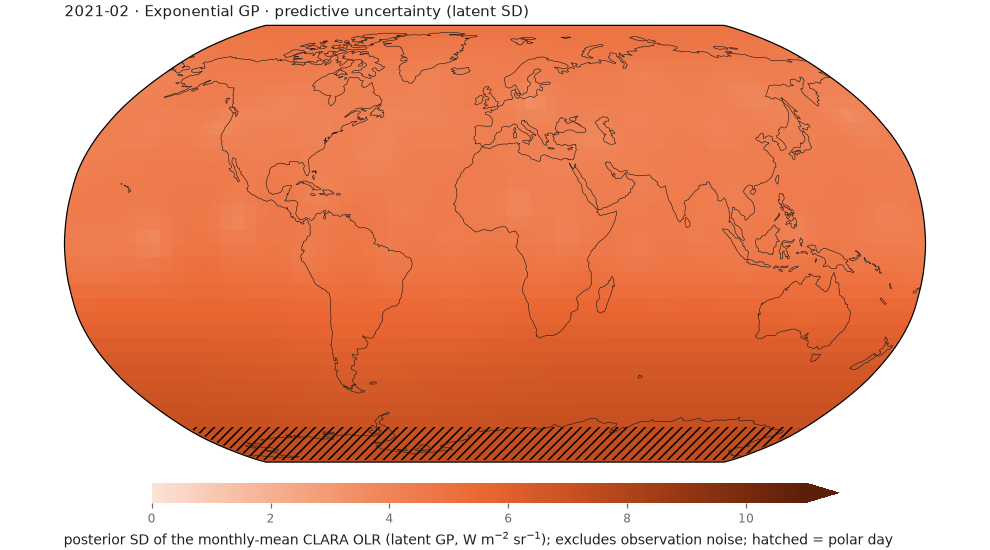 2021-02 · Exponential GP · predictive uncertainty (latent SD)
0 2 4 6 8 10
posterior SD of the monthly-mean CLARA OLR (latent GP, W m⁻² sr⁻¹); excludes observation noise; hatched = polar day